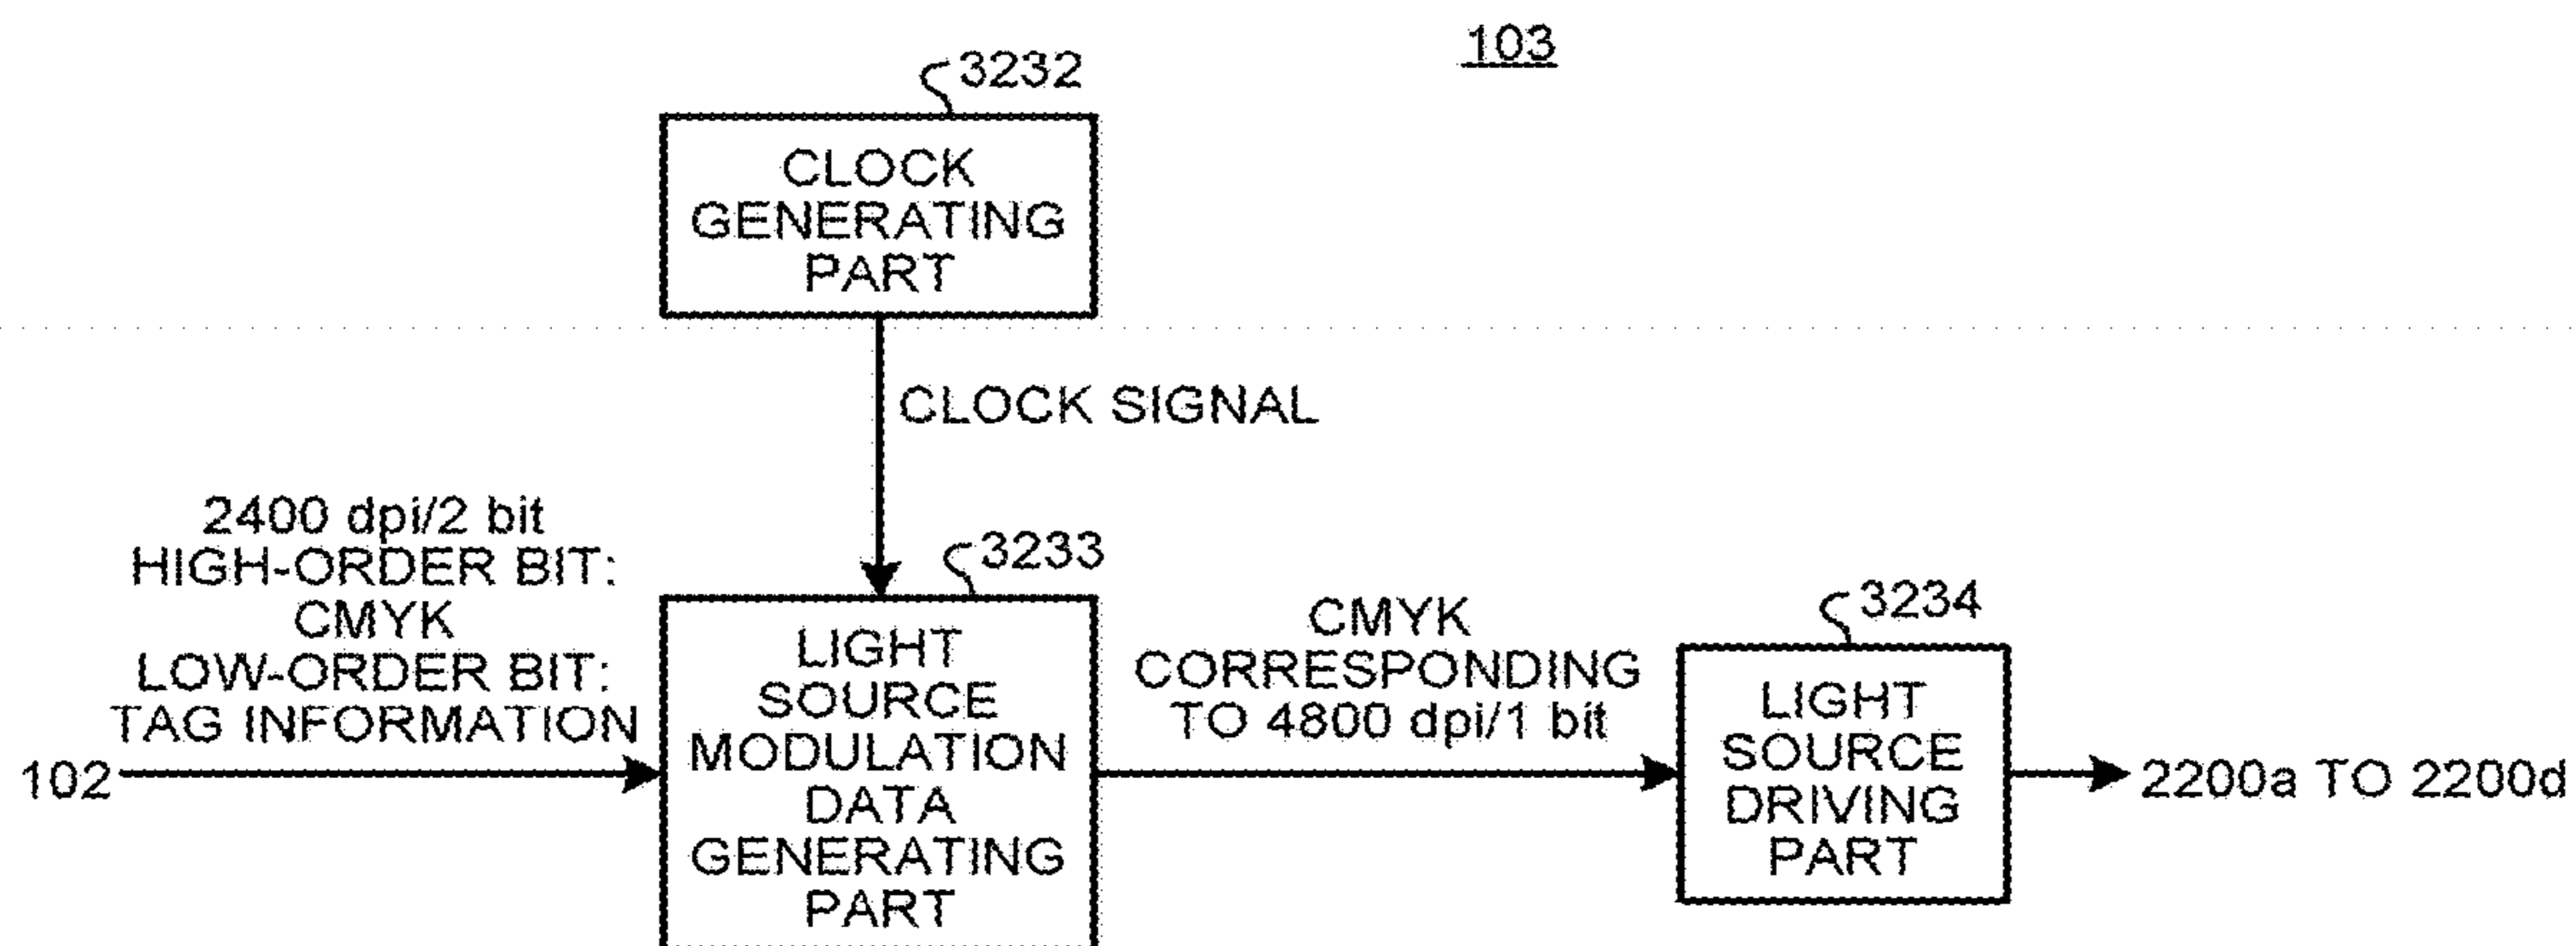 103
3232
CLOCK
GENERATING
PART
CLOCK SIGNAL
2400 dpi/2 bit
HIGH-ORDER BIT:
CMYK
LOW-ORDER BIT:
TAG INFORMATION
102
3233
LIGHT
SOURCE
MODULATION
DATA
GENERATING
PART
CMYK
CORRESPONDING
TO 4800 dpi/1 bit
3234
LIGHT
SOURCE
DRIVING
PART
2200a TO 2200d